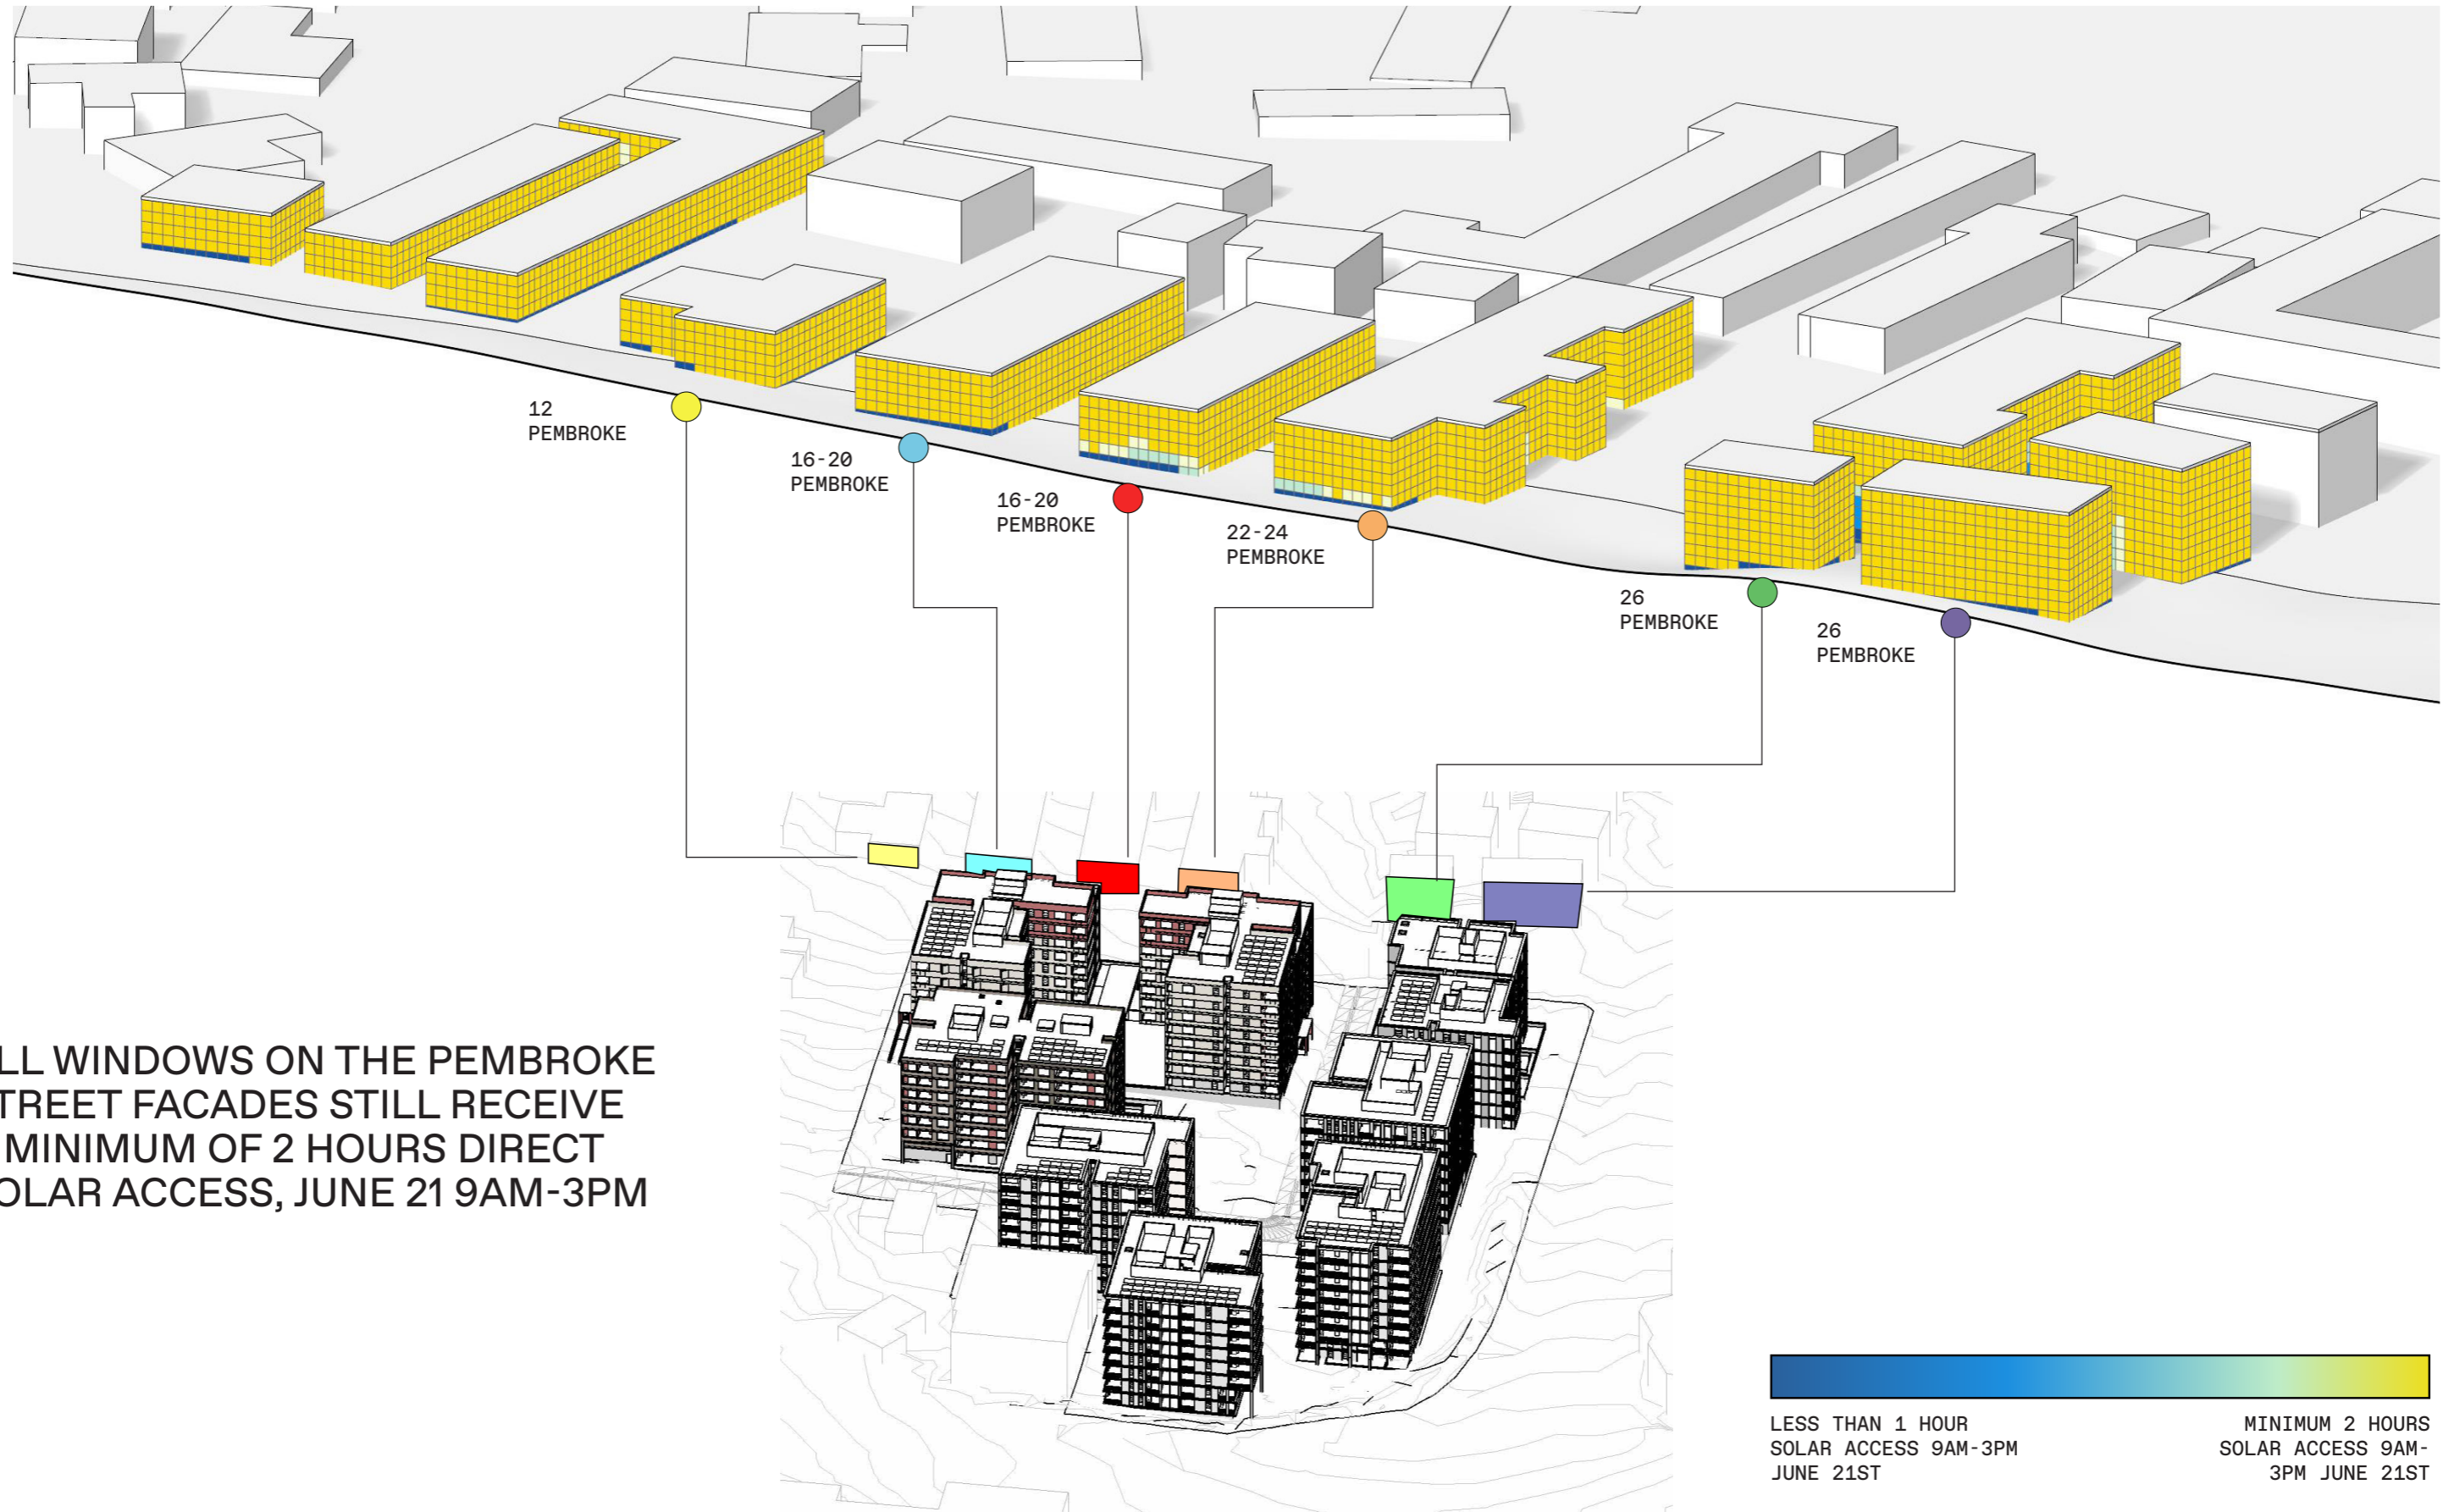 12
PEMBROKE
16-20
PEMBROKE
16-20
PEMBROKE
22-24
PEMBROKE
26
PEMBROKE
26
PEMBROKE
LL WINDOWS ON THE PEMBROKE
TREET FACADES STILL RECEIVE
MINIMUM OF 2 HOURS DIRECT
OLAR ACCESS, JUNE 21 9AM-3PM
LESS THAN 1 HOUR
SOLAR ACCESS 9AM-3PM
JUNE 21ST
MINIMUM 2 HOURS
SOLAR ACCESS 9AM-
3PM JUNE 21ST